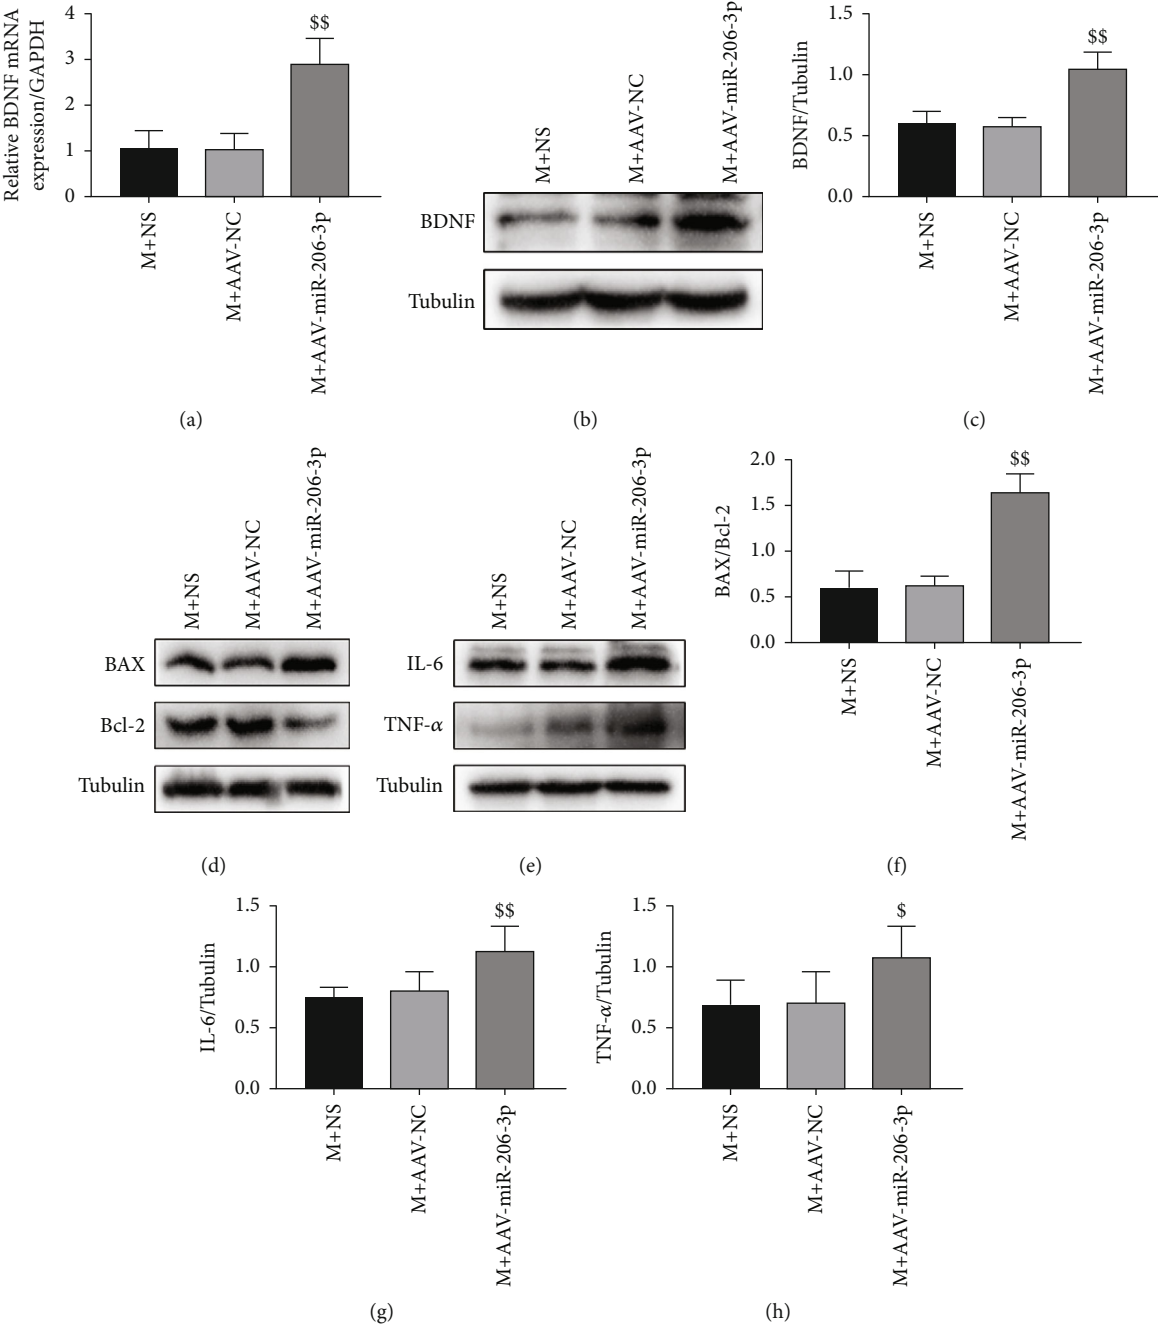 Relative BDNF mRNA
expression/GAPDH
4
3
2
1
0
$$
M+NS
M+AAV-NC
M+AAV-miR-206-3p
(a)
M+NS
M+AAV-NC
M+AAV-miR-206-3p
BDNF
Tubulin
(b)
BDNF/Tubulin
1.5
1.0
0.5
0.0
$$
M+NS
M+AAV-NC
M+AAV-miR-206-3p
(c)
M+NS
M+AAV-NC
M+AAV-miR-206-3p
BAX
Bcl-2
Tubulin
(d)
M+NS
M+AAV-NC
M+AAV-miR-206-3p
IL-6
TNF-α
Tubulin
(e)
BAX/Bcl-2
2.0
1.5
1.0
0.5
0.0
$$
M+NS
M+AAV-NC
M+AAV-miR-206-3p
(f)
IL-6/Tubulin
1.5
1.0
0.5
0.0
$$
M+NS
M+AAV-NC
M+AAV-miR-206-3p
(g)
TNF-α/Tubulin
1.5
1.0
0.5
0.0
$
M+NS
M+AAV-NC
M+AAV-miR-206-3p
(h)